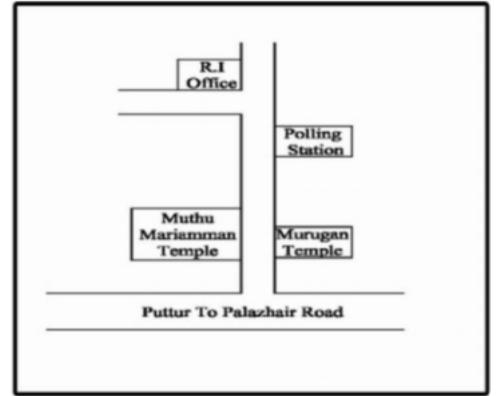 R.I
Office
Polling
Station
Muthu
Mariamman
Temple
Murugan
Temple
Puttur To Palazhair Road